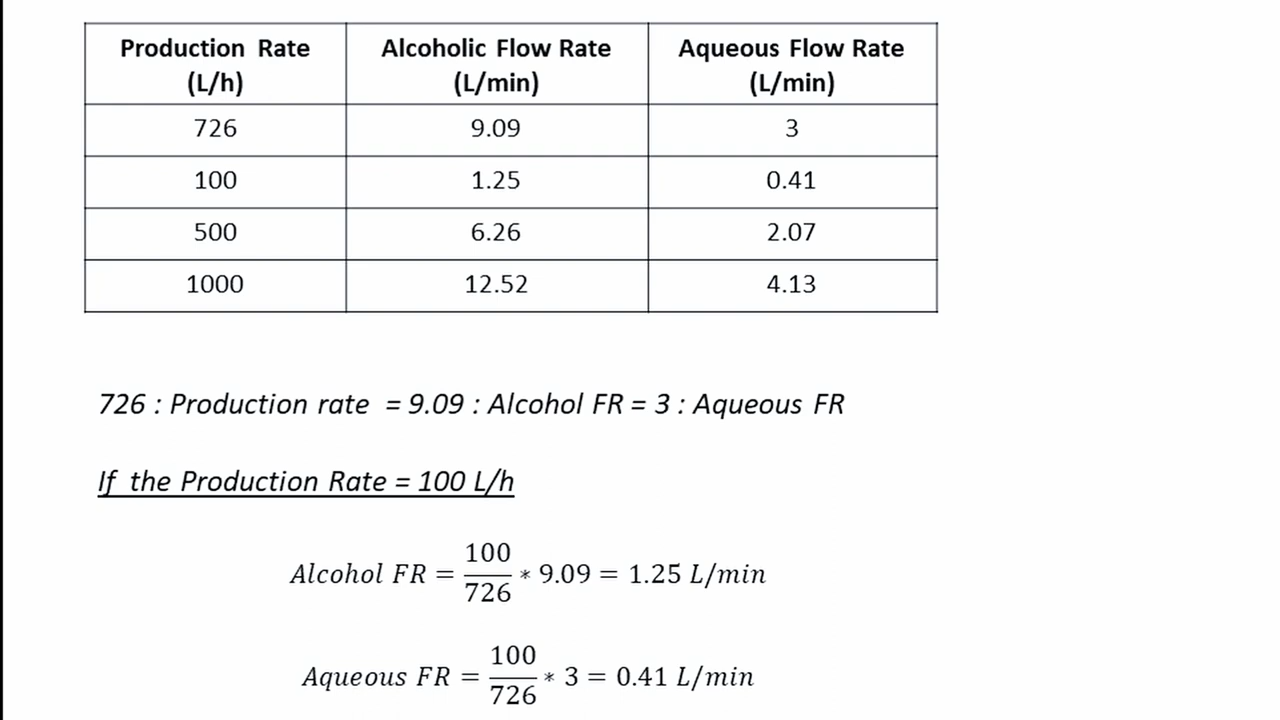 Production Rate (L/h) Alcoholic Flow Rate (L/min) Aqueous Flow Rate (L/min)
726 9.09 3
100 1.25 0.41
500 6.26 2.07
1000 12.52 4.13
726 : Production rate = 9.09 : Alcohol FR = 3 : Aqueous FR
If the Production Rate = 100 L/h
Alcohol FR = 100/726 * 9.09 = 1.25 L/min
Aqueous FR = 100/726 * 3 = 0.41 L/min